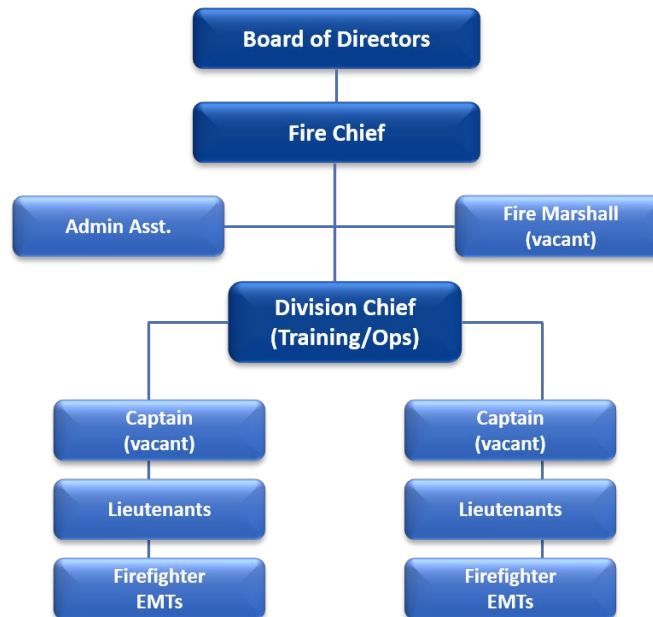 Board of Directors
Fire Chief
Admin Asst.
Fire Marshall
(vacant)
Division Chief
(Training/Ops)
Captain
(vacant)
Captain
(vacant)
Lieutenants
Lieutenants
Firefighter
EMTs
Firefighter
EMTs